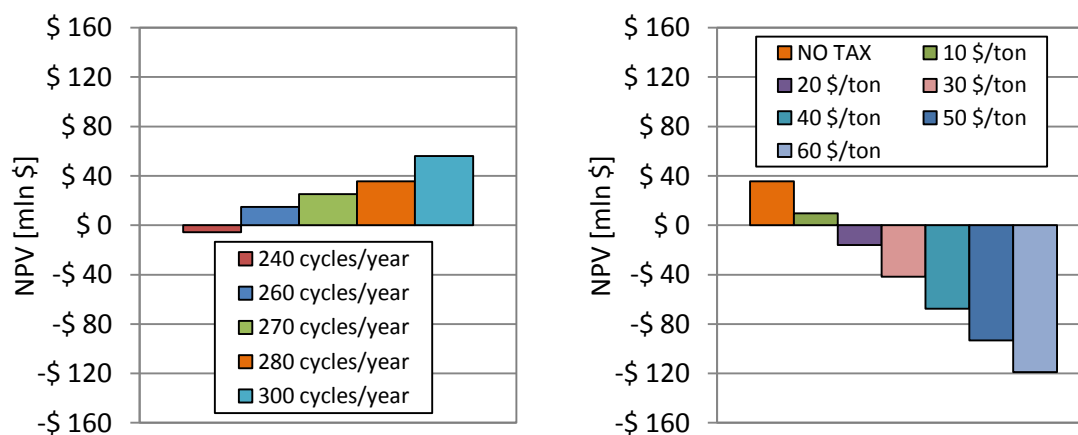 $ 160
$ 120
$ 80
$ 40
$ 0
-$ 40
-$ 80
-$ 120
-$ 160
NPV [mln $]
240 cycles/year
260 cycles/year
270 cycles/year
280 cycles/year
300 cycles/year
$ 160
$ 120
$ 80
$ 40
$ 0
-$ 40
-$ 80
-$ 120
-$ 160
NPV [mln $]
NO TAX 10 $/ton
20 $/ton 30 $/ton
40 $/ton 50 $/ton
60 $/ton